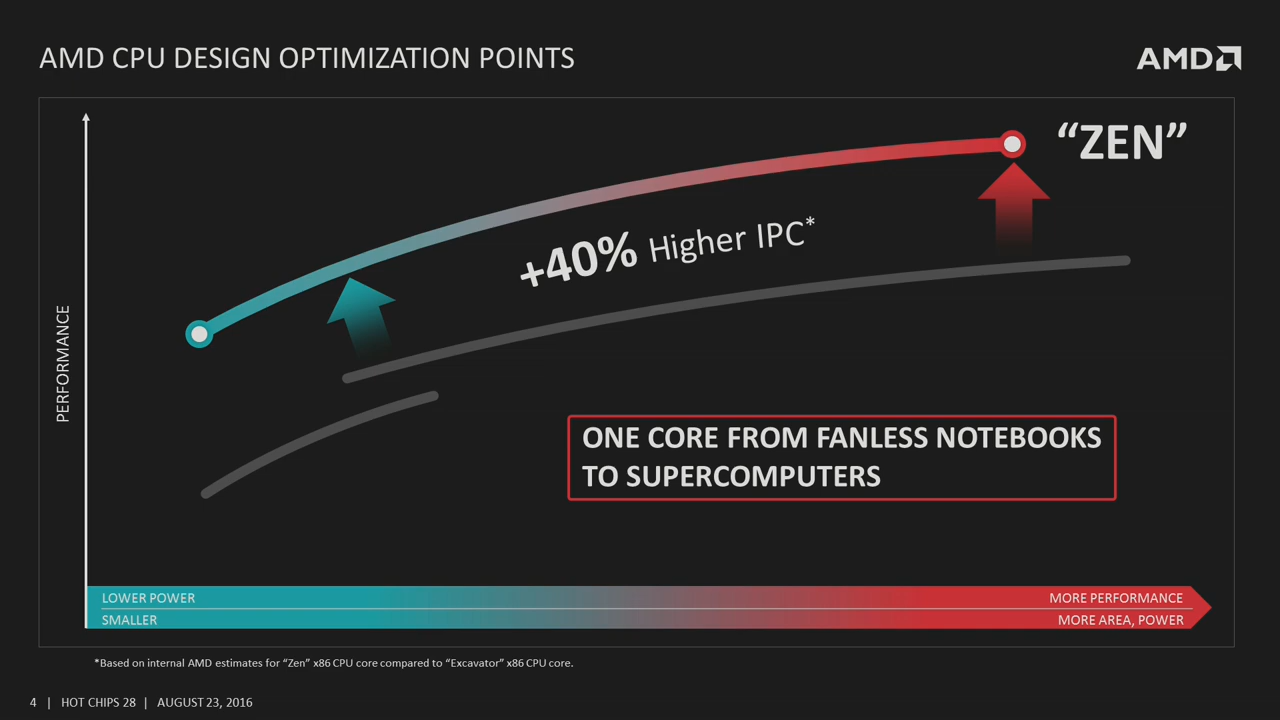 AMD CPU DESIGN OPTIMIZATION POINTS
AMD
"ZEN"
+40% Higher IPC*
PERFORMANCE
ONE CORE FROM FANLESS NOTEBOOKS
TO SUPERCOMPUTERS
LOWER POWER
MORE PERFORMANCE
SMALLER
MORE AREA, POWER
*Based on internal AMD estimates for "Zen" x86 CPU core compared to "Excavator" x86 CPU core.
4 | HOT CHIPS 28 | AUGUST 23, 2016